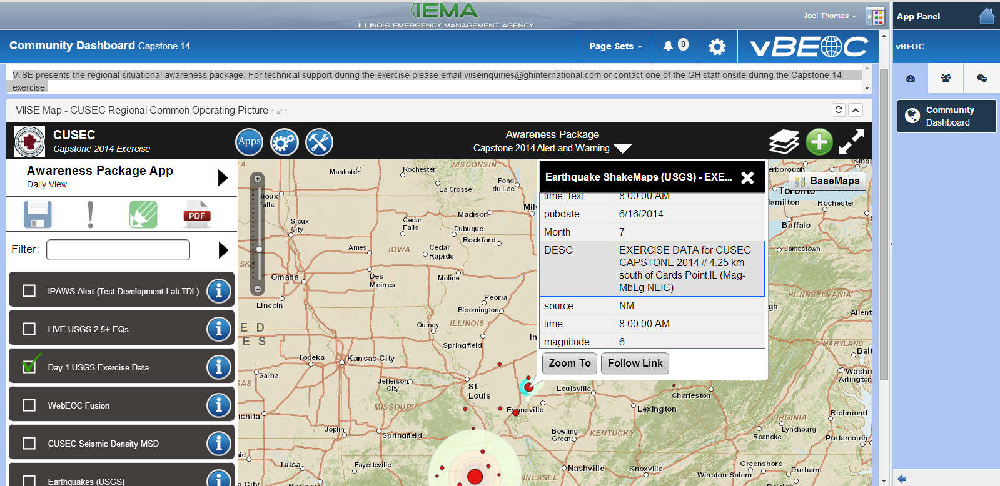 IEMA
ILLINOIS EMERGENCY MANAGEMENT AGENCY
Joel Thomas
App Panel
Community Dashboard Capstone 14
Page Sets
0
vBEOC
vBEOC
VIISE presents the regional situational awareness package. For technical support during the exercise please email viiseinquiries@ghinternational.com or contact one of the GH staff onsite during the Capstone 14
exercise.
Community
Dashboard
VIISE Map - CUSEC Regional Common Operating Picture 1 of 1
CUSEC
Capstone 2014 Exercise
Apps
Awareness Package
Capstone 2014 Alert and Warning
Awareness Package App
Daily View
PDF
Filter:
IPAWS Alert (Test Development Lab-TDL)
LIVE USGS 2.5+ EQs
Day 1 USGS Exercise Data
WebEOC Fusion
CUSEC Seismic Density MSD
Earthquakes (USGS)
BaseMaps
Earthquake ShakeMaps (USGS) - EXE...
time_text 8:00:00 AM
pubdate 6/16/2014
Month 7
DESC_ EXERCISE DATA for CUSEC
CAPSTONE 2014 // 4.25 km
south of Gards Point,IL (Mag-
MbLg-NEIC)
source NM
time 8:00:00 AM
magnitude 6
Zoom To
Follow Link
WISCONSIN
Mankato
Rochester
La Crosse
Fond
du Lac
Sioux
Falls
Madison
Sioux
City
Cedar
Falls
Dubuque
Rockford
Ames
IOWA
Cedar
Rapids
Omaha
Des
Moines
Moline
Lincoln
Peoria
Bloomington
Quincy
ILLINOIS
Springfield
E D
E S
Topeka
Kansas City
Salina
Jefferson
City
St.
Louis
MISSOURI
Evansville
Louisville
Lexington
Charleston
Joplin
Springfield
Bowling
Green
KENTUCKY
Tulsa
Fayetteville
Nashville
Knoxville
TENNESSEE
Winston-Salem
Greensboro
Durham
Raleigh
Roanoke
Lynchburg
VIRGINIA
Richmond
Portsmouth
Kings
erborough
Toronto
Hamilton
Rochester
Buffalo
Jamestown
PENNSYLVANIA
gh
Allent
MARYLAND
Balt
Washin
Arlington